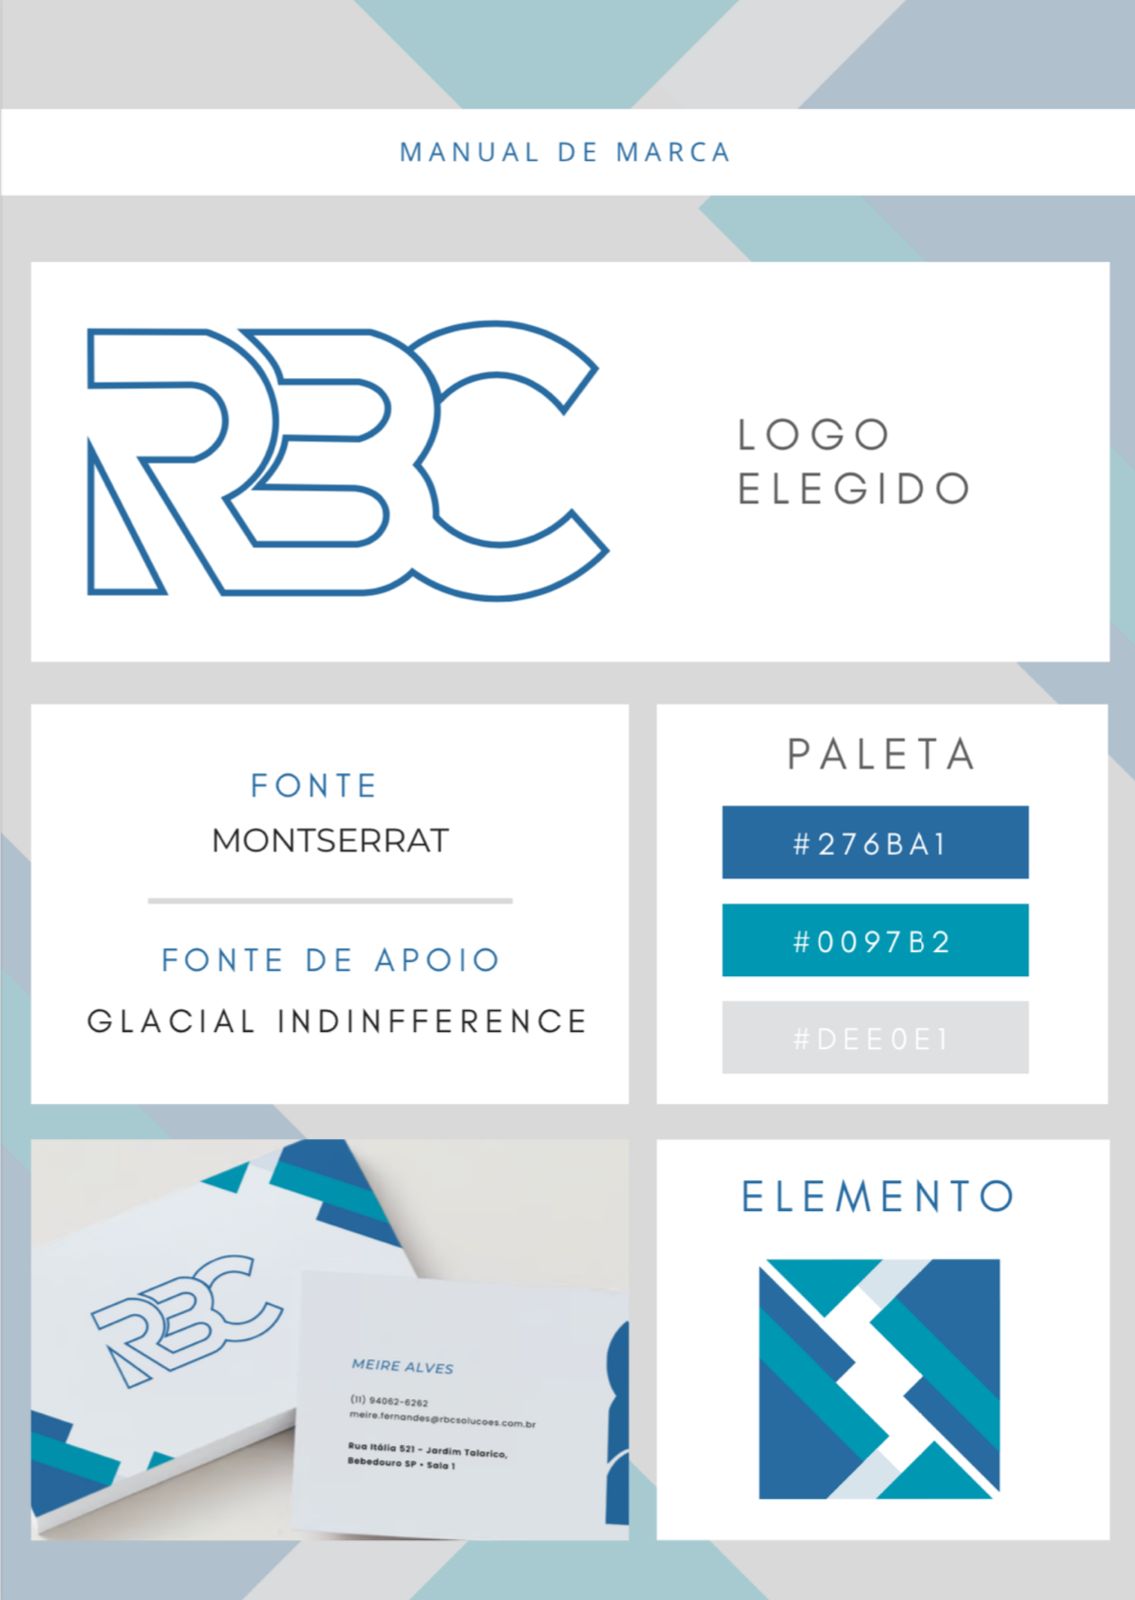 MANUAL DE MARCA
RBC
LOGO
ELEGIDO
FONTE
MONTSERRAT
FONTE DE APOIO
GLACIAL INDINFFERENCE
PALETA
#276BA1
#0097B2
#DEE0E1
RBC
MEIRE ALVES
(11) 94062-6262
meire.fernandes@rbcsolucoes.com.br
Rua Itália 521 - Jardim Talarico,
Bebedouro SP • Sala 1
ELEMENTO